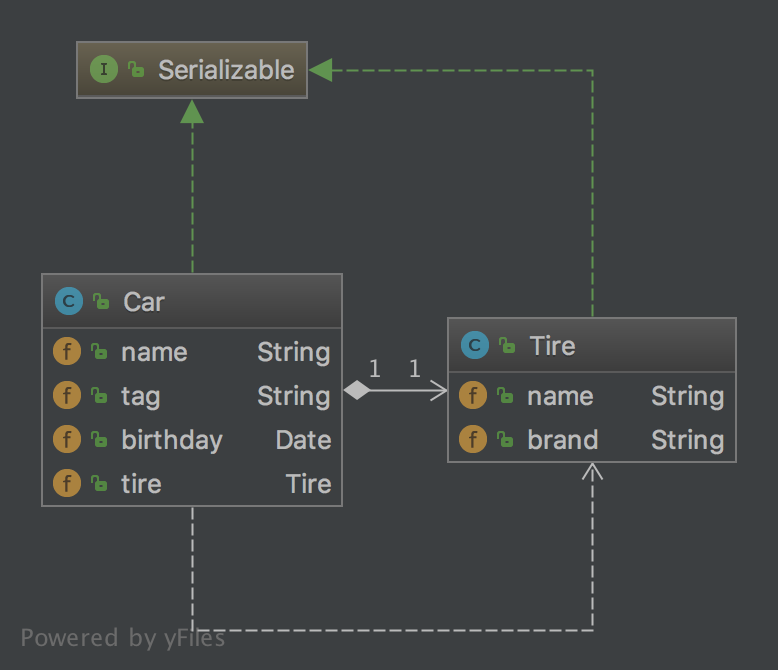 I Serializable
C Car
f name String
f tag String
f birthday Date
f tire Tire
1 1
C Tire
f name String
f brand String
Powered by yFiles